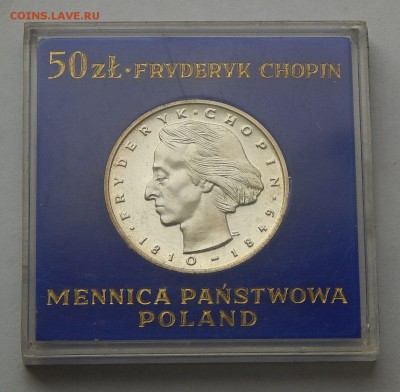 COINS.LAVE.RU
50 zł·FRYDERYK CHOPIN
·FRYDERYK·CHOPIN·
1810–1849
MENNICA PAŃSTWOWA
POLAND